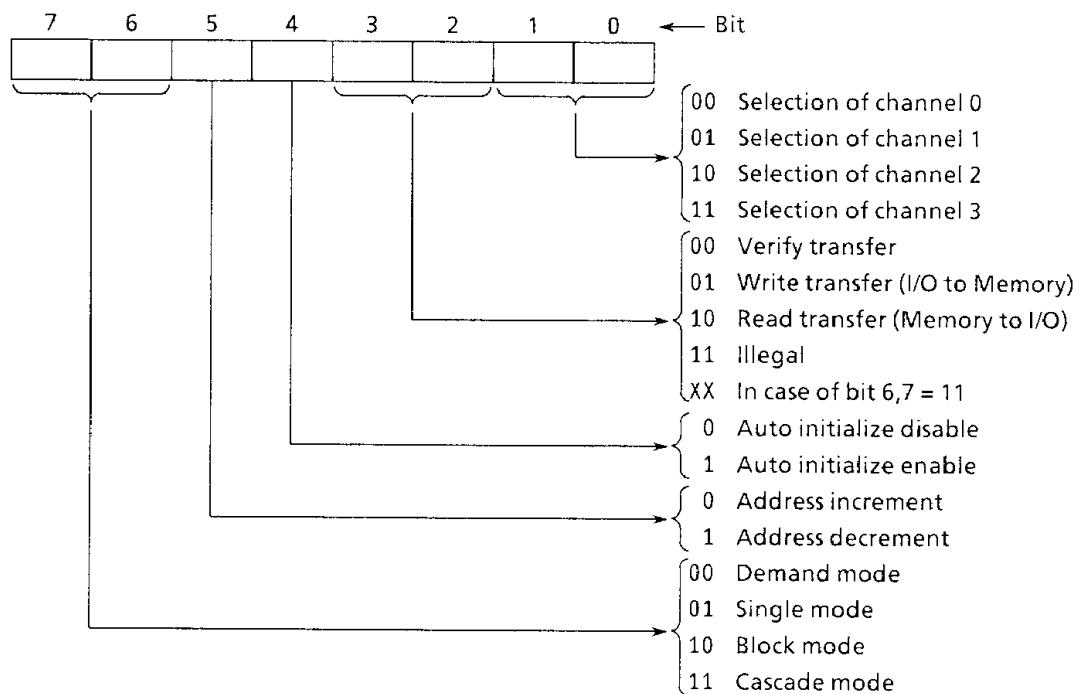 7 6 5 4 3 2 1 0 Bit
00 Selection of channel 0
01 Selection of channel 1
10 Selection of channel 2
11 Selection of channel 3
00 Verify transfer
01 Write transfer (I/O to Memory)
10 Read transfer (Memory to I/O)
11 Illegal
XX In case of bit 6,7 = 11
0 Auto initialize disable
1 Auto initialize enable
0 Address increment
1 Address decrement
00 Demand mode
01 Single mode
10 Block mode
11 Cascade mode